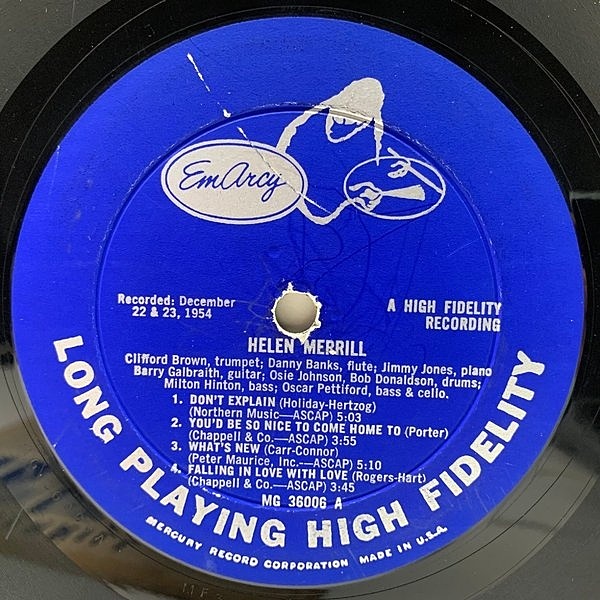 EmArcy
Recorded: December
22 & 23, 1954
A HIGH FIDELITY
RECORDING
HELEN MERRILL
Clifford Brown, trumpet; Danny Banks, flute; Jimmy Jones, piano
Barry Galbraith, guitar; Osie Johnson, Bob Donaldson, drums;
Milton Hinton, bass; Oscar Pettiford, bass & cello.
1. DON'T EXPLAIN (Holiday-Hertzog)
(Northern Music—ASCAP) 5:03
2. YOU'D BE SO NICE TO COME HOME TO (Porter)
(Chappell & Co.—ASCAP) 3:55
3. WHAT'S NEW (Carr-Connor)
(Peter Maurice, Inc.—ASCAP) 5:10
4. FALLING IN LOVE WITH LOVE (Rogers-Hart)
(Chappell & Co.—ASCAP) 3:45
MG 36006 A
LONG PLAYING HIGH FIDELITY
MERCURY RECORD CORPORATION MADE IN U.S.A.